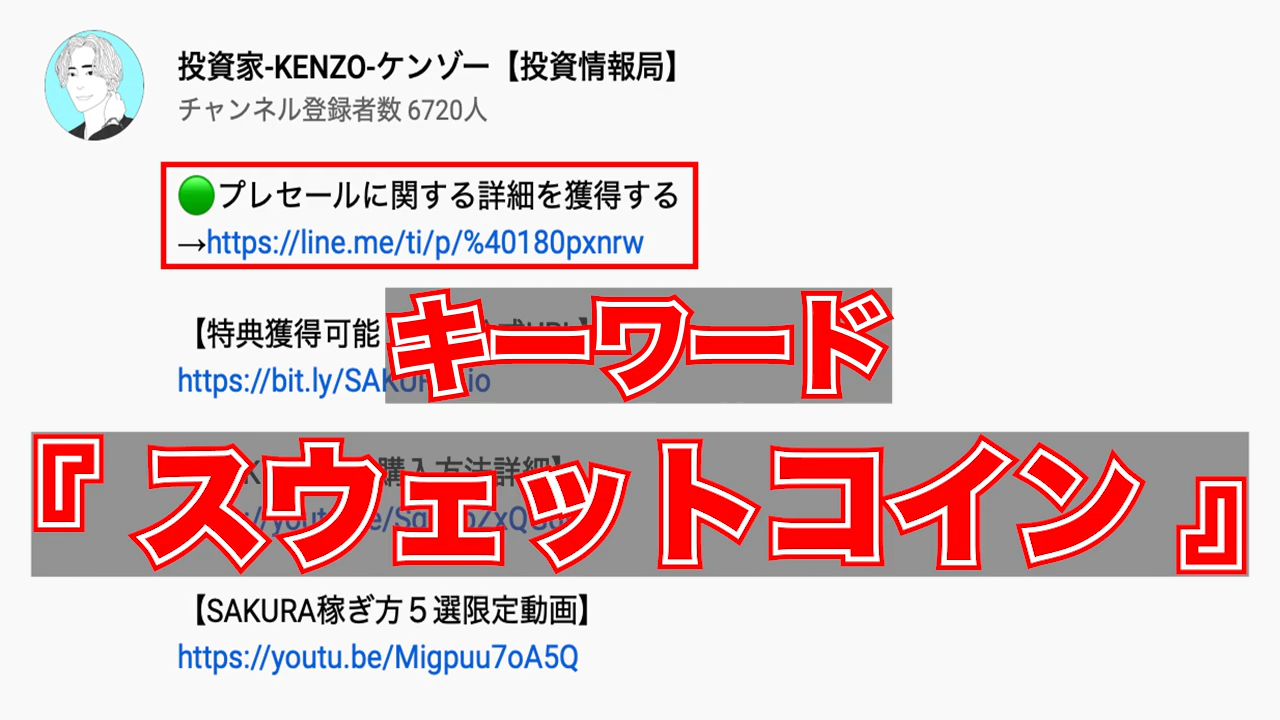 投資家-KENZO-ケンゾー【投資情報局】
チャンネル登録者数 6720人
🟢プレセールに関する詳細を獲得する
→https://line.me/ti/p/%40180pxnrw
【特典獲得可能
https://bit.ly/SAKURA
キーワード
購入方法詳細】
『スウェットコイン』
【SAKURA稼ぎ方５選限定動画】
https://youtu.be/Migpuu7oA5Q